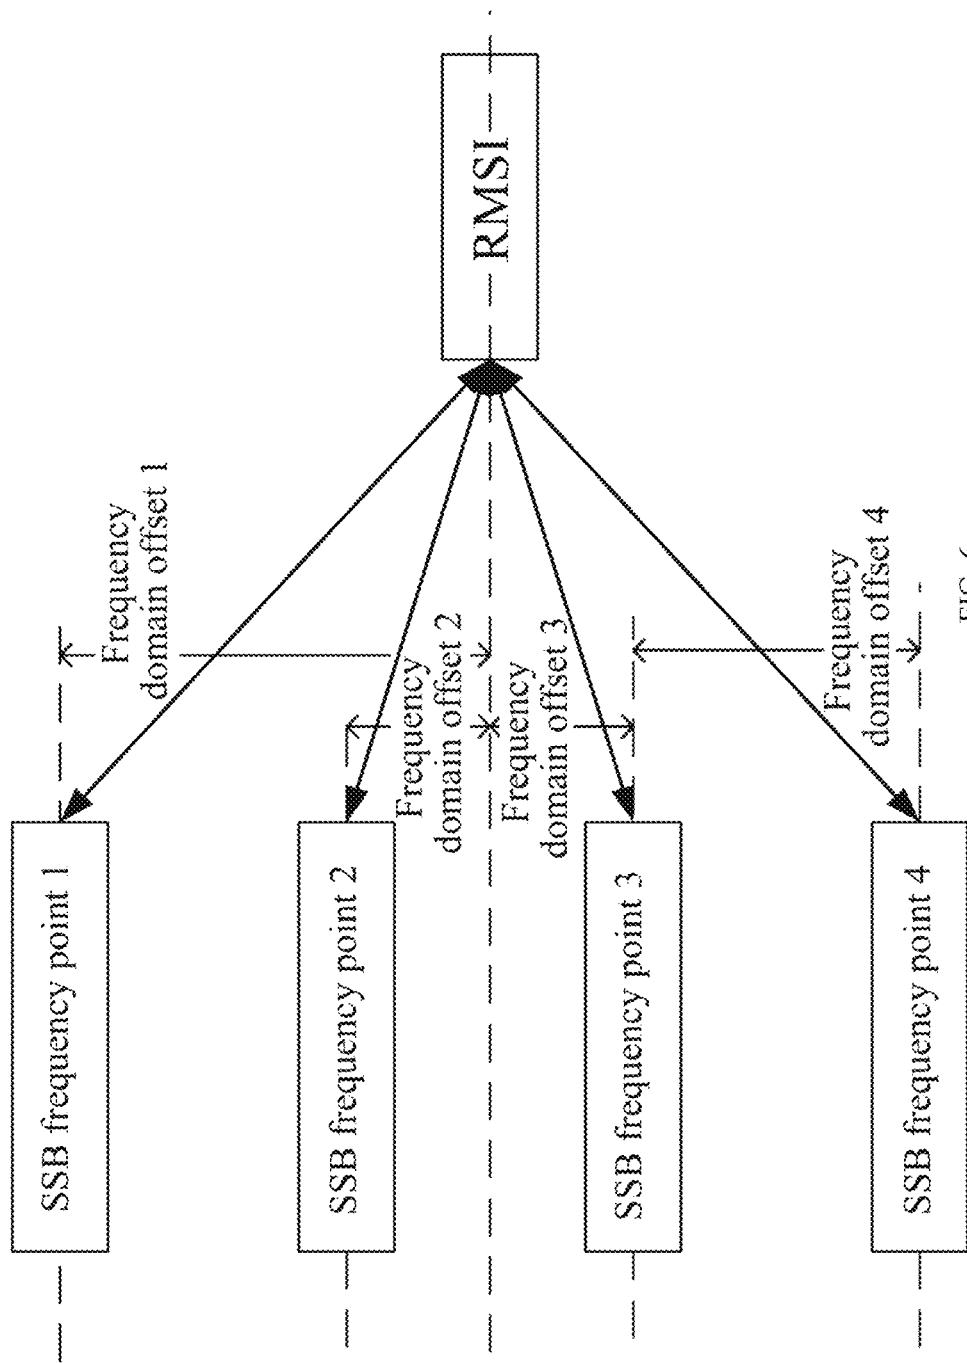 SSB frequency point 1
SSB frequency point 2
SSB frequency point 3
SSB frequency point 4
Frequency
domain offset 1
Frequency
domain offset 2
Frequency
domain offset 3
Frequency
domain offset 4
RMSI